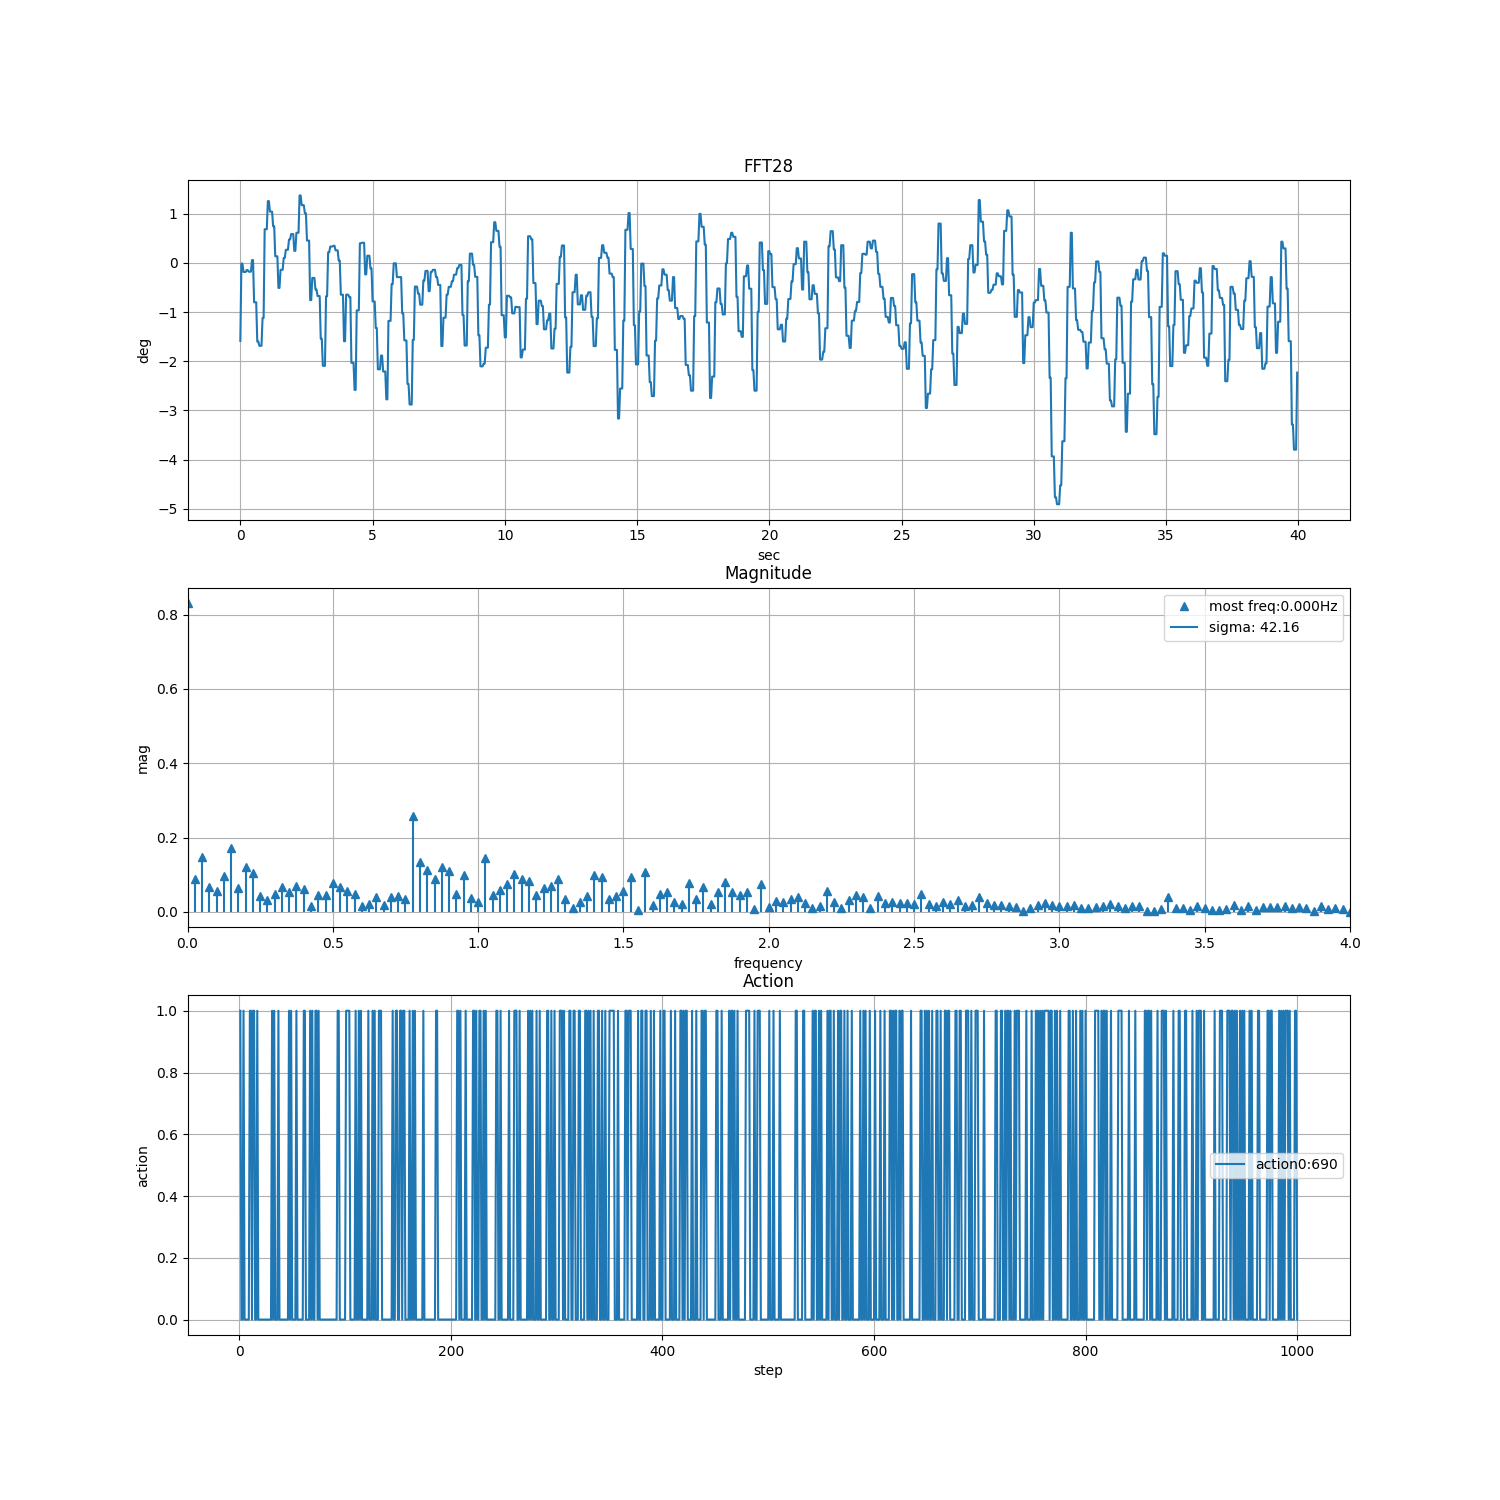 FFT28
1
0
−1
−2
−3
−4
−5
deg
0 5 10 15 20 25 30 35 40
sec
Magnitude
0.8
0.6
0.4
0.2
0.0
mag
most freq:0.000Hz
sigma: 42.16
0.0 0.5 1.0 1.5 2.0 2.5 3.0 3.5 4.0
frequency
Action
1.0
0.8
0.6
0.4
0.2
0.0
action
action0:690
0 200 400 600 800 1000
step